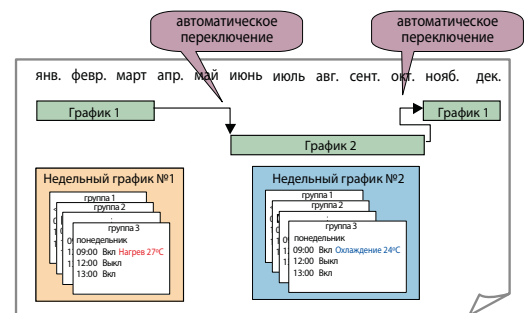 автоматическое
переключение
автоматическое
переключение
янв. февр. март апр. май июнь июль авг. сент. окт. нояб. дек.
График 1
График 1
График 2
Недельный график №1
группа 1
группа 2
группа 3
понедельник
09:00 Вкл Нагрев 27ºC
12:00 Выкл
13:00 Вкл
Недельный график №2
группа 1
группа 2
группа 3
понедельник
09:00 Вкл Охлаждение 24ºC
12:00 Выкл
13:00 Вкл